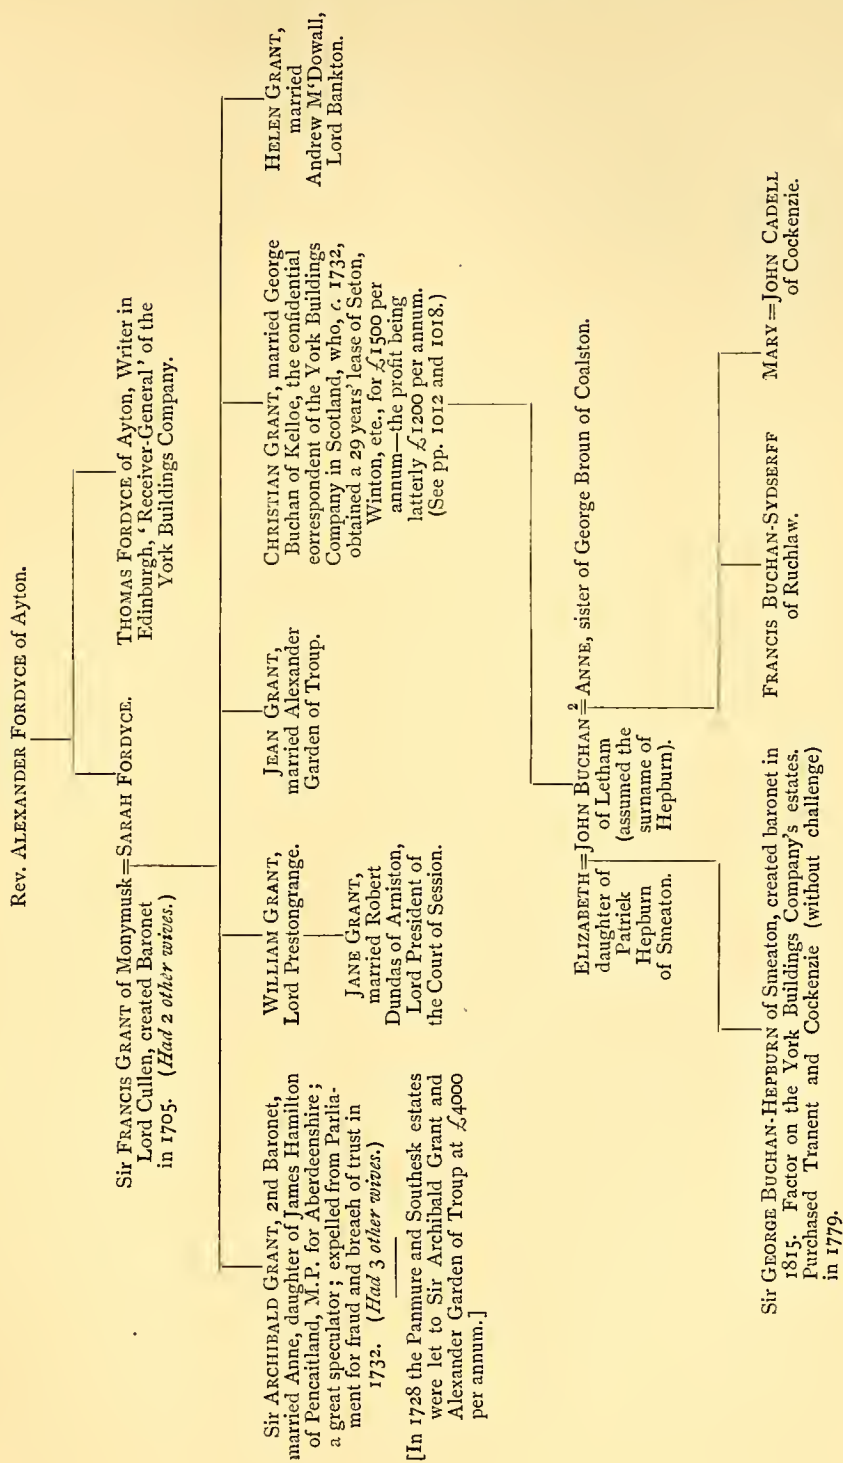 Rev. ALEXANDER FORDYCE of Ayton.
Sir FRANCIS GRANT of Monymusk = SARAH FORDYCE.
Lord Cullen, created Baronet
in 1705. (Had 2 other wives.)
THOMAS FORDYCE of Ayton, Writer in
Edinburgh, ‘Receiver-General’ of the
York Buildings Company.
Sir ARCHIBALD GRANT, 2nd Baronet,
married Anne, daughter of James Hamilton
of Pencaitland, M.P. for Aberdeenshire;
a great speculator; expelled from Parlia-
ment for fraud and breach of trust in
1732. (Had 3 other wives.)
[In 1728 the Panmure and Southesk estates
were let to Sir Archibald Grant and
Alexander Garden of Troup at £4000
per annum.]
WILLIAM GRANT,
Lord Prestongrange.
JANE GRANT,
married Robert
Dundas of Arniston,
Lord President of
the Court of Session.
JEAN GRANT,
married Alexander
Garden of Troup.
CHRISTIAN GRANT, married George
Buchan of Kelloe, the confidential
correspondent of the York Buildings
Company in Scotland, who, c. 1732,
obtained a 29 years' lease of Seton,
Winton, etc., for £1500 per
annum—the profit being
latterly £1200 per annum.
(See pp. 1012 and 1018.)
HELEN GRANT,
married
Andrew M‘Dowall,
Lord Bankton.
ELIZABETH = JOHN BUCHAN 2= ANNE, sister of George Broun of Coalston.
daughter of
Patrick
Hepburn
of Smeaton.
of Letham
(assumed the
surname of
Hepburn).
Sir GEORGE BUCHAN-HEPBURN of Smeaton, created baronet in
1815. Factor on the York Buildings Company's estates.
Purchased Tranent and Cockenzie (without challenge)
in 1779.
FRANCIS BUCHAN-SYDSERFF
of Ruchlaw.
MARY = JOHN CADELL
of Cockenzie.